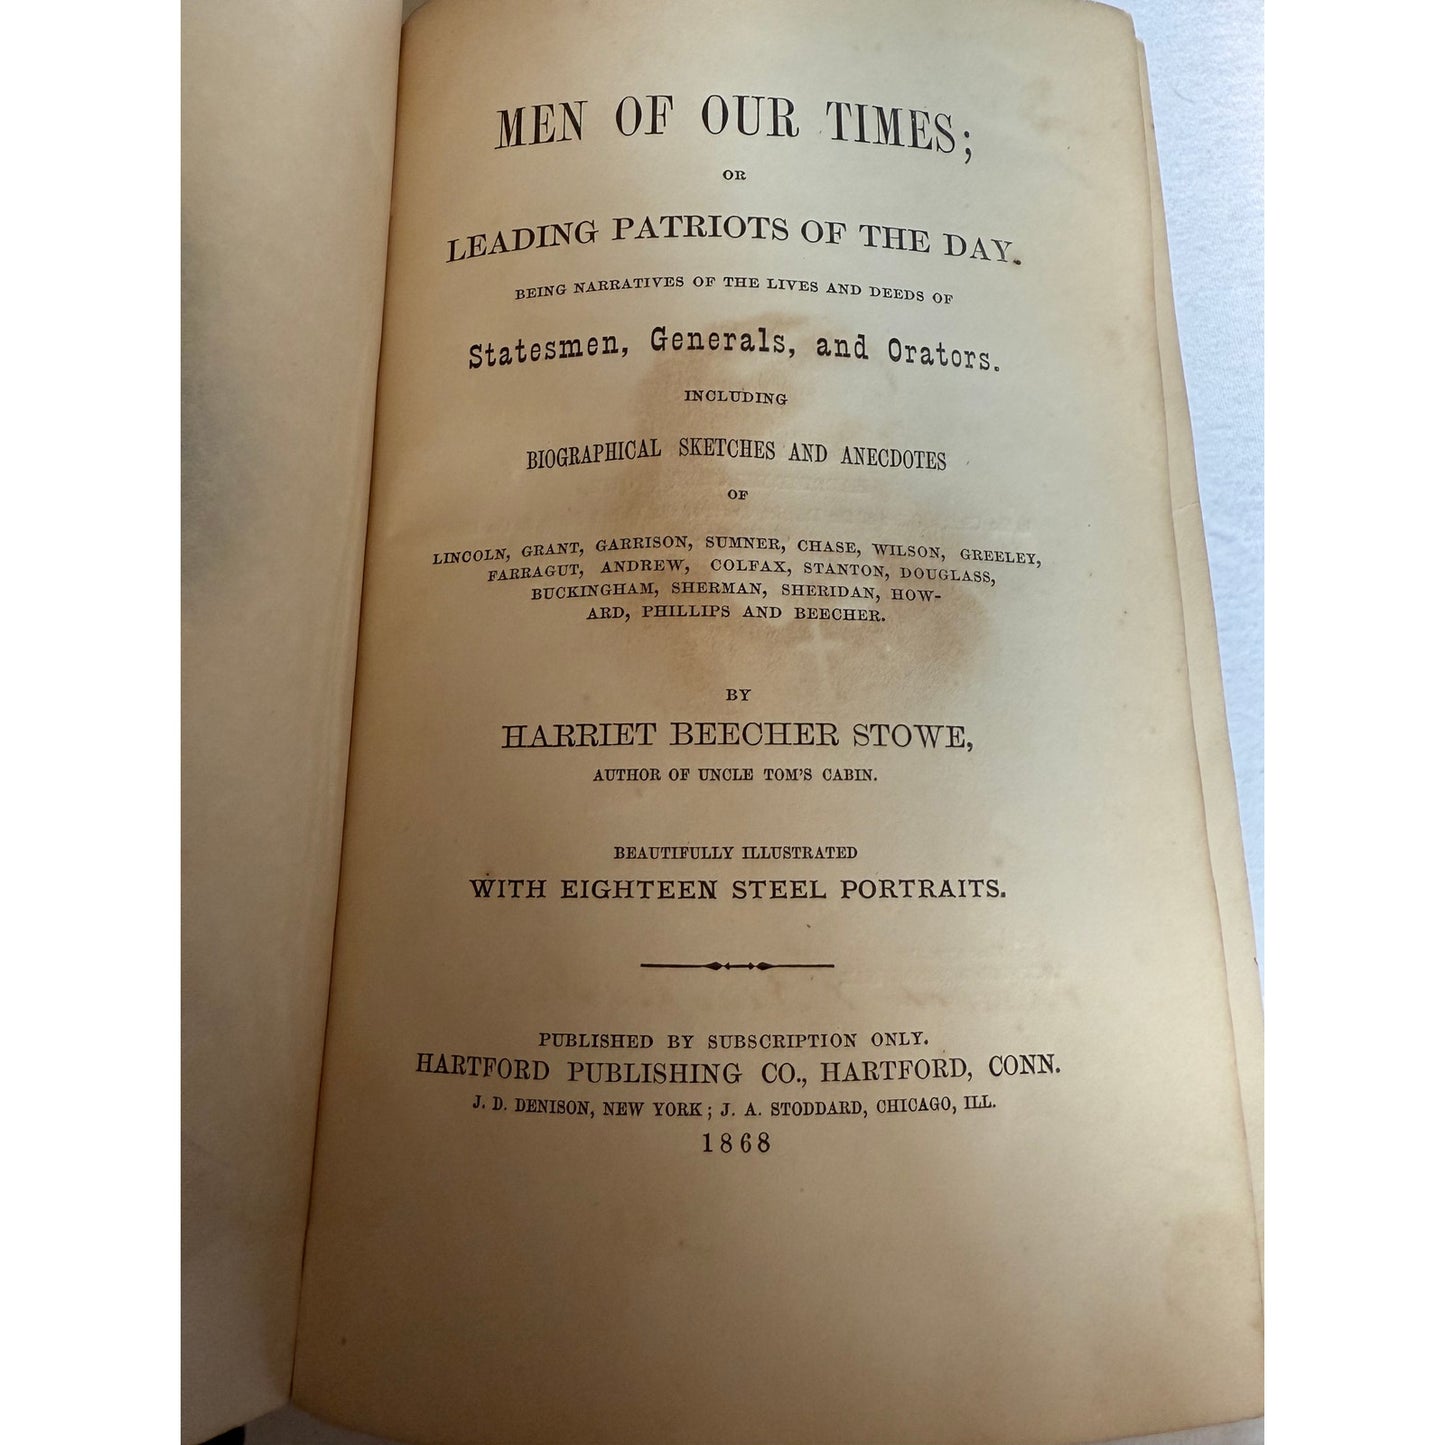 MEN OF OUR TIMES;
OR
LEADING PATRIOTS OF THE DAY.
BEING NARRATIVES OF THE LIVES AND DEEDS OF
Statesmen, Generals, and Orators.
INCLUDING
BIOGRAPHICAL SKETCHES AND ANECDOTES
OF
LINCOLN, GRANT, GARRISON, SUMNER, CHASE, WILSON, GREELEY,
FARRAGUT, ANDREW, COLFAX, STANTON, DOUGLASS,
BUCKINGHAM, SHERMAN, SHERIDAN, HOW-
ARD, PHILLIPS AND BEECHER.
BY
HARRIET BEECHER STOWE,
AUTHOR OF UNCLE TOM'S CABIN.
BEAUTIFULLY ILLUSTRATED
WITH EIGHTEEN STEEL PORTRAITS.
PUBLISHED BY SUBSCRIPTION ONLY.
HARTFORD PUBLISHING CO., HARTFORD, CONN.
J. D. DENISON, NEW YORK; J. A. STODDARD, CHICAGO, ILL.
1868